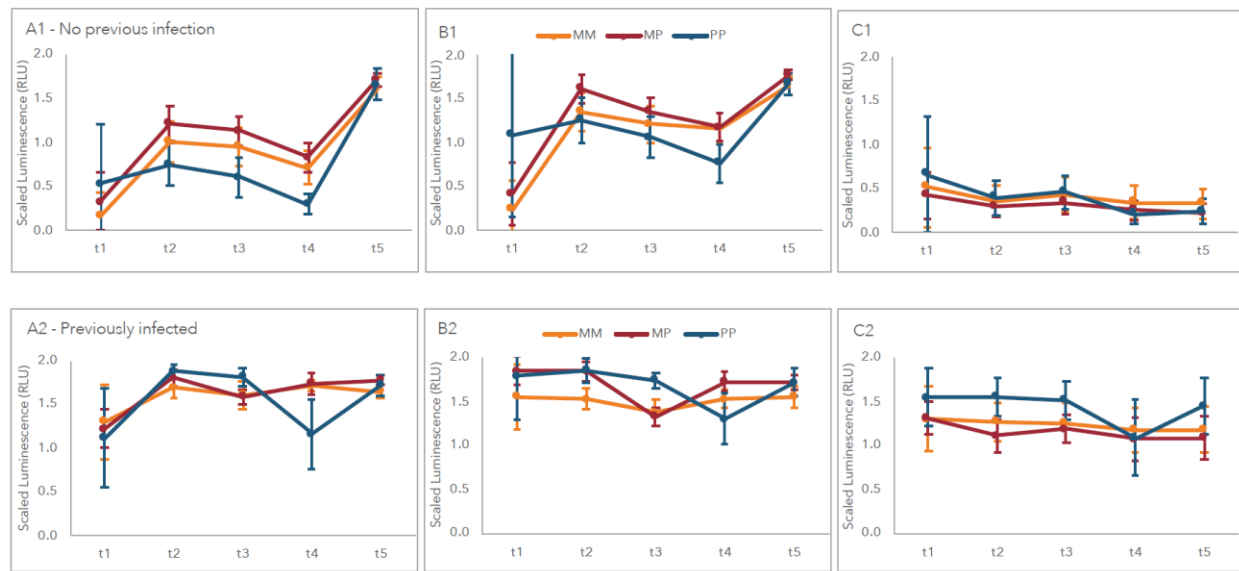 A1 - No previous infection
Scaled Luminescence (RLU)
2.0
1.5
1.0
0.5
0.0
t1 t2 t3 t4 t5
B1
MM MP PP
Scaled Luminescence (RLU)
2.0
1.5
1.0
0.5
0.0
t1 t2 t3 t4 t5
C1
Scaled Luminescence (RLU)
2.0
1.5
1.0
0.5
0.0
t1 t2 t3 t4 t5
A2 - Previously infected
Scaled Luminescence (RLU)
2.0
1.5
1.0
0.5
0.0
t1 t2 t3 t4 t5
B2
MM MP PP
Scaled Luminescence (RLU)
2.0
1.5
1.0
0.5
0.0
t1 t2 t3 t4 t5
C2
Scaled Luminescence (RLU)
2.0
1.5
1.0
0.5
0.0
t1 t2 t3 t4 t5